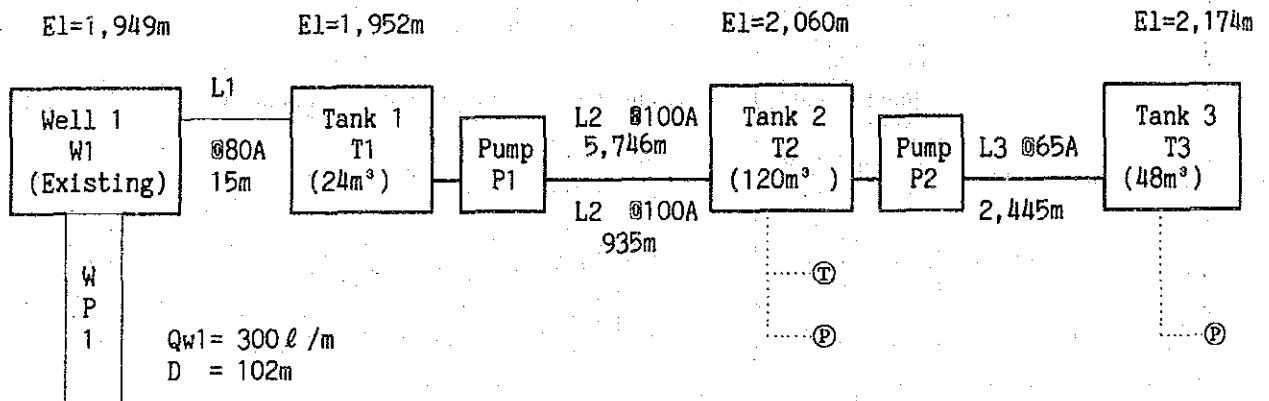 El=1,949m El=1,952m El=2,060m El=2,174m
L1
Well 1
W1
(Existing)
@80A
15m
Tank 1
T1
(24m³)
Pump
P1
L2 @100A
5,746m
L2 @100A
935m
Tank 2
T2
(120m³ )
Pump
P2
L3 @65A
2,445m
Tank 3
T3
(48m³)
W
P
1
Qw1= 300ℓ/m
D = 102m
Ⓣ
Ⓟ
Ⓟ